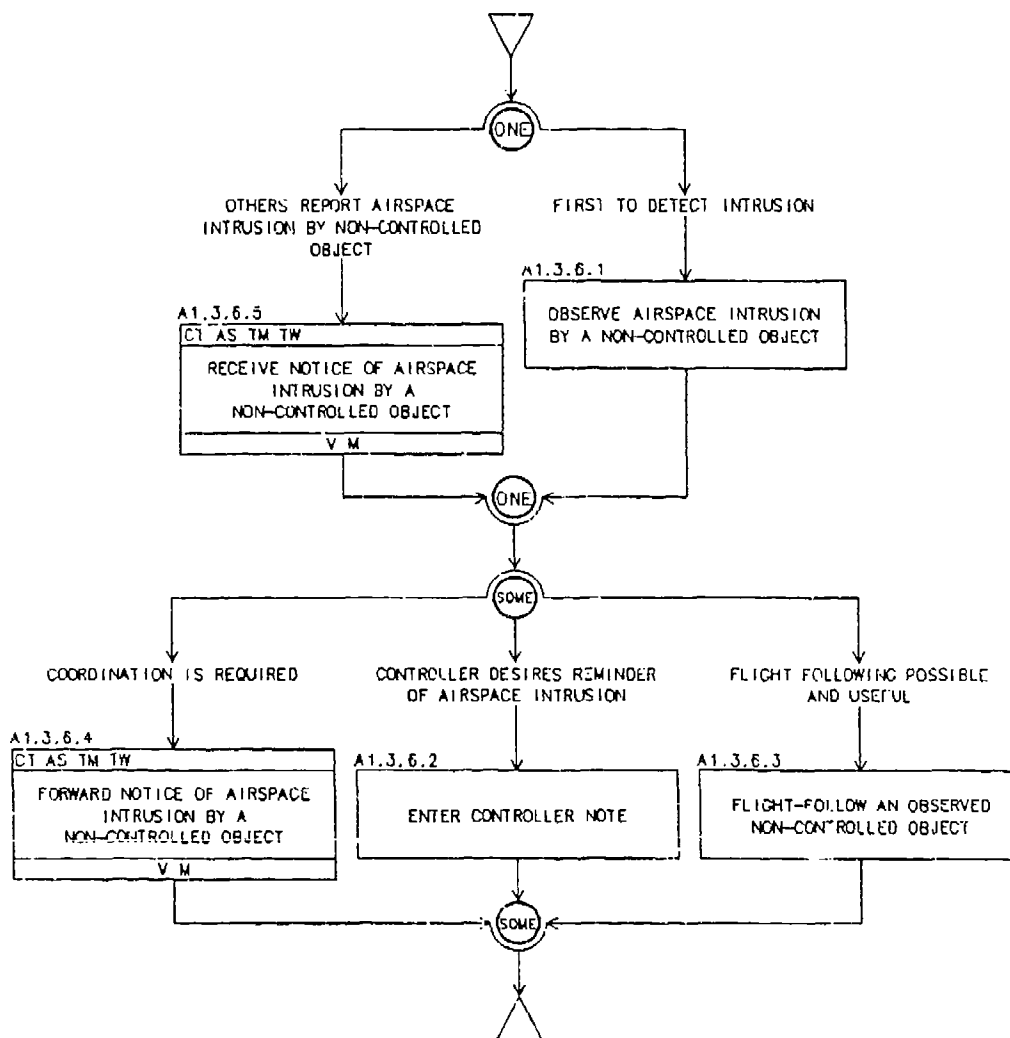 ONE
OTHERS REPORT AIRSPACE
INTRUSION BY NON-CONTROLLED
OBJECT
FIRST TO DETECT INTRUSION
A1.3.6.5
CT AS TM TW
RECEIVE NOTICE OF AIRSPACE
INTRUSION BY A
NON-CONTROLLED OBJECT
V M
A1.3.6.1
OBSERVE AIRSPACE INTRUSION
BY A NON-CONTROLLED OBJECT
ONE
SOME
COORDINATION IS REQUIRED
CONTROLLER DESIRES REMINDER
OF AIRSPACE INTRUSION
FLIGHT FOLLOWING POSSIBLE
AND USEFUL
A1.3.6.4
CT AS TM TW
FORWARD NOTICE OF AIRSPACE
INTRUSION BY A
NON-CONTROLLED OBJECT
V M
A1.3.6.2
ENTER CONTROLLER NOTE
A1.3.6.3
FLIGHT-FOLLOW AN OBSERVED
NON-CONTROLLED OBJECT
SOME